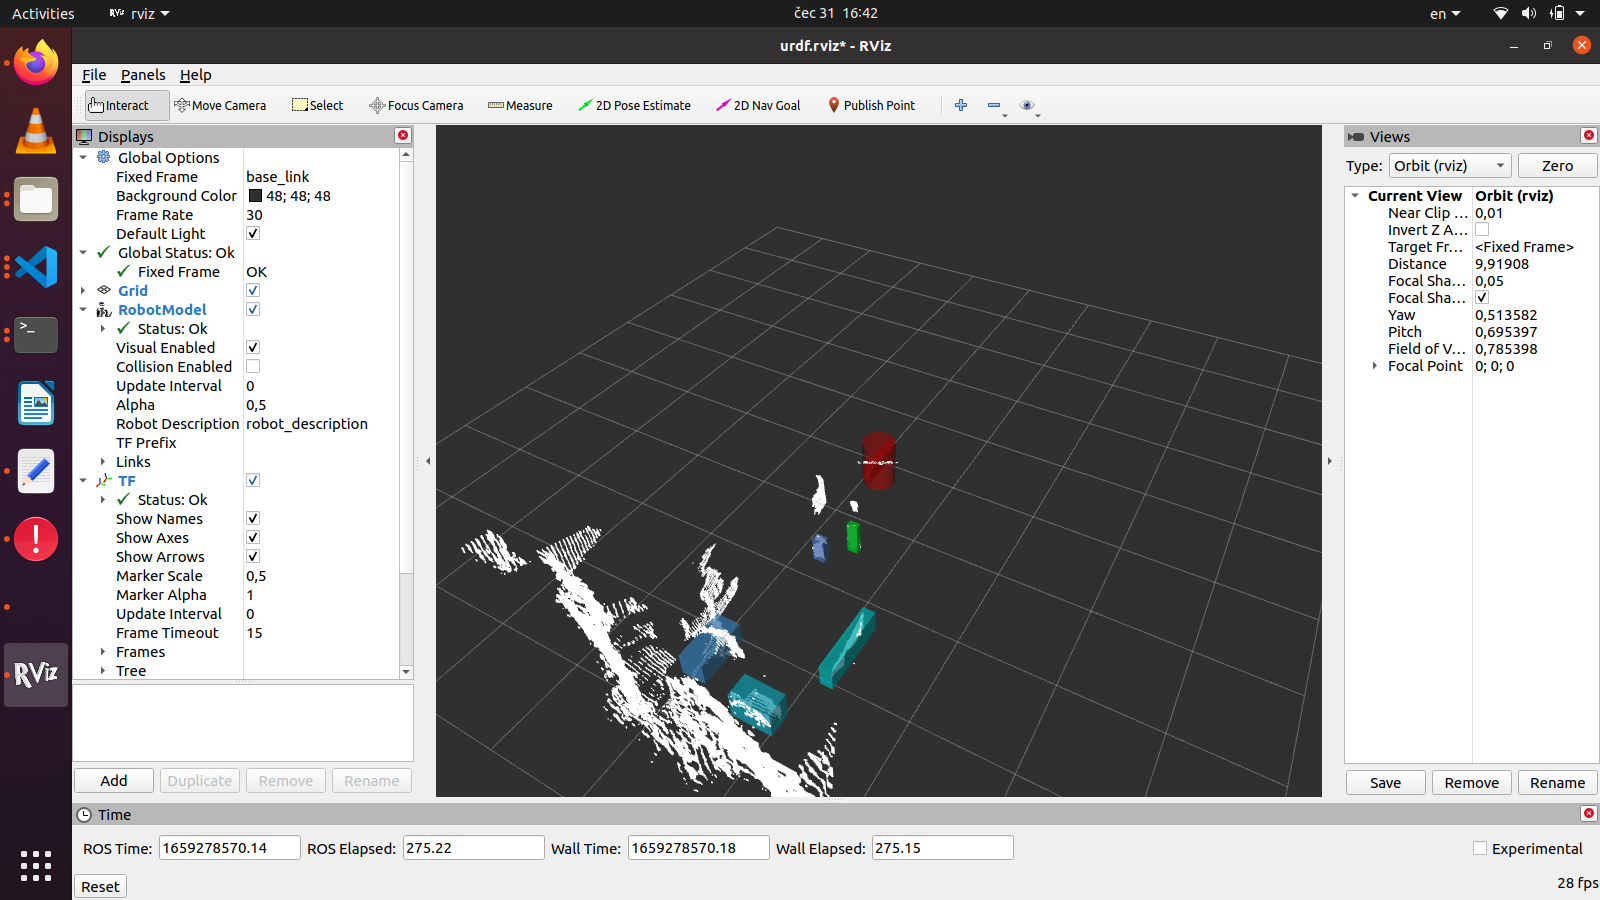 Activities
RViz rviz
čec 31 16:42
en
urdf.rviz* - RViz
File Panels Help
Interact Move Camera Select Focus Camera Measure 2D Pose Estimate 2D Nav Goal Publish Point
Displays
Global Options
Fixed Frame base_link
Background Color 48; 48; 48
Frame Rate 30
Default Light
Global Status: Ok
Fixed Frame OK
Grid
RobotModel
Status: Ok
Visual Enabled
Collision Enabled
Update Interval 0
Alpha 0,5
Robot Description robot_description
TF Prefix
Links
TF
Status: Ok
Show Names
Show Axes
Show Arrows
Marker Scale 0,5
Marker Alpha 1
Update Interval 0
Frame Timeout 15
Frames
Tree
Add Duplicate Remove Rename
Views
Type: Orbit (rviz) Zero
Current View Orbit (rviz)
Near Clip ... 0,01
Invert Z A...
Target Fr... <Fixed Frame>
Distance 9,91908
Focal Sha... 0,05
Focal Sha...
Yaw 0,513582
Pitch 0,695397
Field of V... 0,785398
Focal Point 0; 0; 0
Save Remove Rename
RViz
Time
ROS Time: 1659278570.14 ROS Elapsed: 275.22 Wall Time: 1659278570.18 Wall Elapsed: 275.15 Experimental
Reset
28 fps